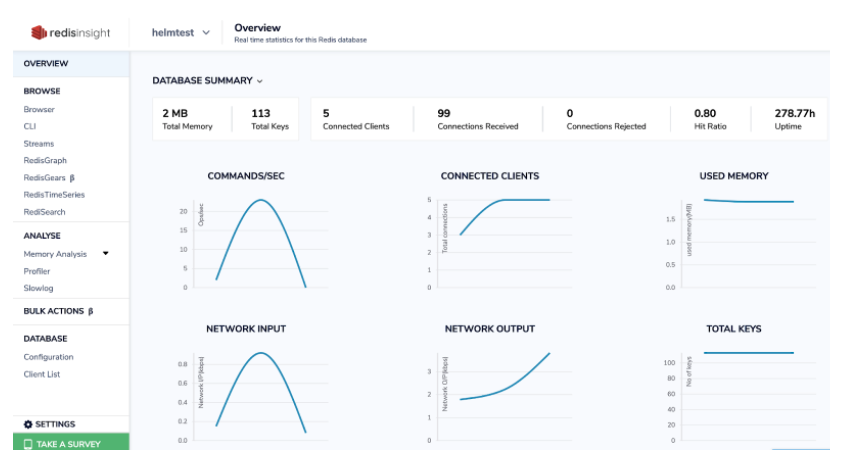 redisinsight
helmtest
Overview
Real time statistics for this Redis database
OVERVIEW
BROWSE
Browser
CLI
Streams
RedisGraph
RedisGears β
RedisTimeSeries
RediSearch
ANALYSE
Memory Analysis
Profiler
Slowlog
BULK ACTIONS β
DATABASE
Configuration
Client List
SETTINGS
TAKE A SURVEY
DATABASE SUMMARY
2 MB
Total Memory
113
Total Keys
5
Connected Clients
99
Connections Received
0
Connections Rejected
0.80
Hit Ratio
278.77h
Uptime
COMMANDS/SEC
Ops/sec
20
15
10
5
0
CONNECTED CLIENTS
Total connections
5
4
3
2
1
0
USED MEMORY
used memory(MB)
1.5
1.0
0.5
0.0
NETWORK INPUT
Network I/P(kbps)
0.8
0.6
0.4
0.2
0.0
NETWORK OUTPUT
Network O/P(kbps)
3
2
1
0
TOTAL KEYS
No of keys
100
80
60
40
20
0